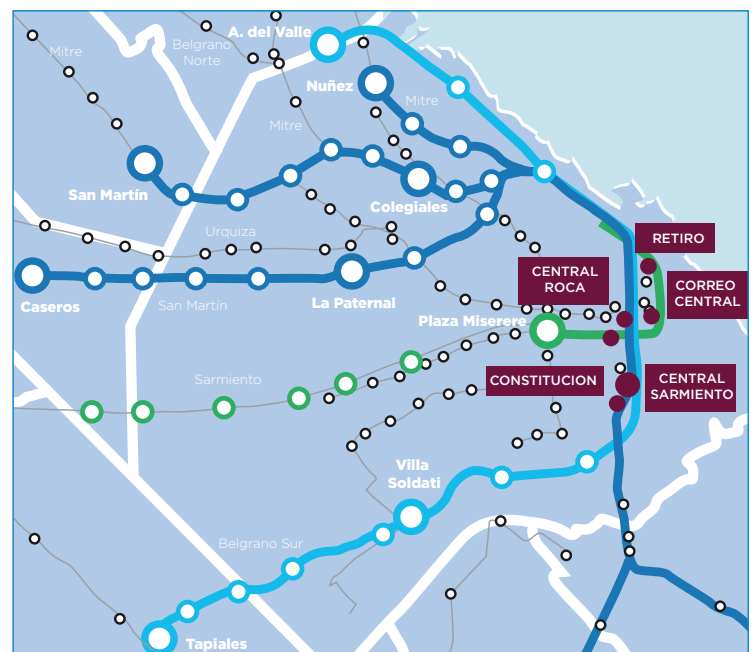 A. del Valle
Belgrano
Norte
Mitre
Nuñez
Mitre
Mitre
San Martín
Colegiales
Urquiza
RETIRO
CENTRAL
ROCA
CORREO
CENTRAL
Caseros
San Martín
La Paternal
Plaza Miserere
Sarmiento
CONSTITUCION
CENTRAL
SARMIENTO
Villa
Soldati
Belgrano Sur
Tapiales